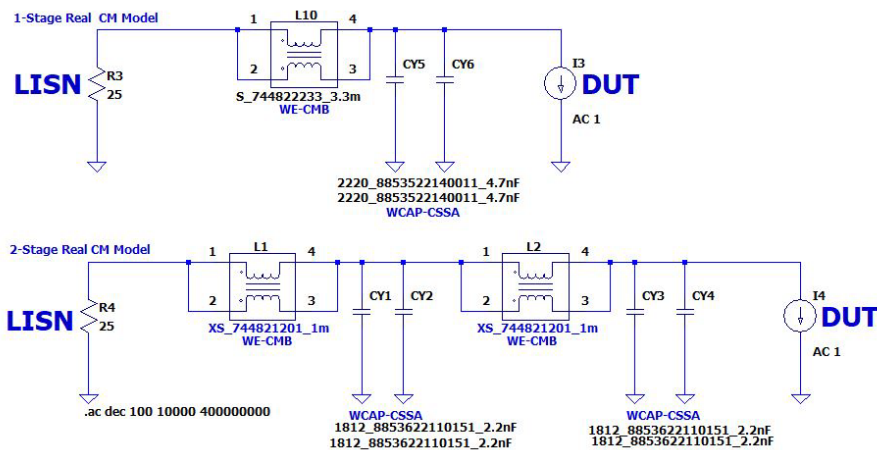 1-Stage Real CM Model
1
L10
4
LISN
R3
25
2
3
CY5
CY6
I3
DUT
S_744822233_3.3m
WE-CMB
AC 1
2220_8853522140011_4.7nF
2220_8853522140011_4.7nF
WCAP-CSSA
2-Stage Real CM Model
1
L1
4
1
L2
4
LISN
R4
25
2
3
CY1
CY2
2
3
CY3
CY4
I4
DUT
XS_744821201_1m
WE-CMB
XS_744821201_1m
WE-CMB
AC 1
.ac dec 100 10000 400000000
WCAP-CSSA
1812_8853622110151_2.2nF
1812_8853622110151_2.2nF
WCAP-CSSA
1812_8853622110151_2.2nF
1812_8853622110151_2.2nF